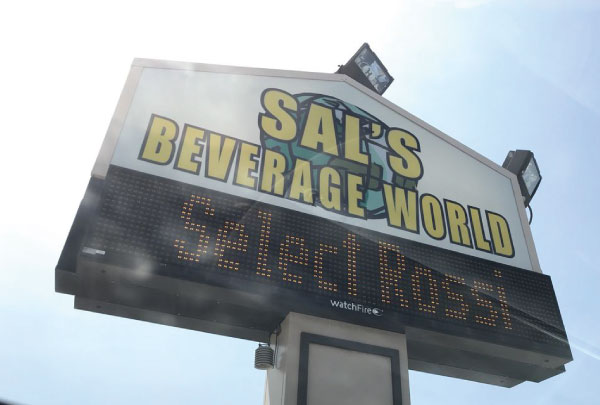 SAL'S
BEVERAGE WORLD
Select Rossi
watchFire